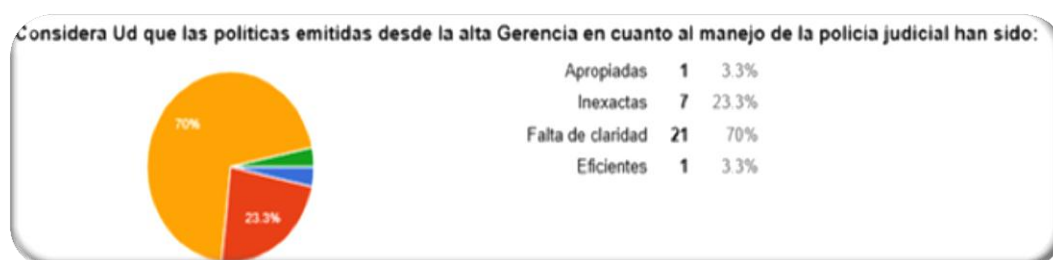 Considera Ud que las politicas emitidas desde la alta Gerencia en cuanto al manejo de la policia judicial han sido:
Apropiadas 1 3.3%
Inexactas 7 23.3%
Falta de claridad 21 70%
Eficientes 1 3.3%
70%
23.3%